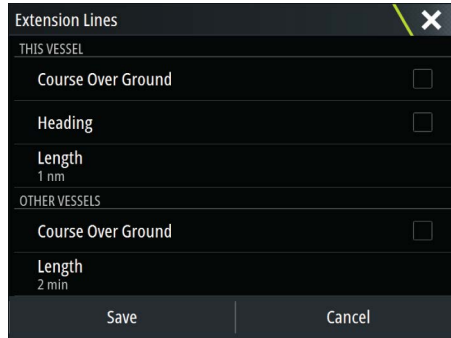 Extension Lines
THIS VESSEL
Course Over Ground
Heading
Length
1 nm
OTHER VESSELS
Course Over Ground
Length
2 min
Save Cancel